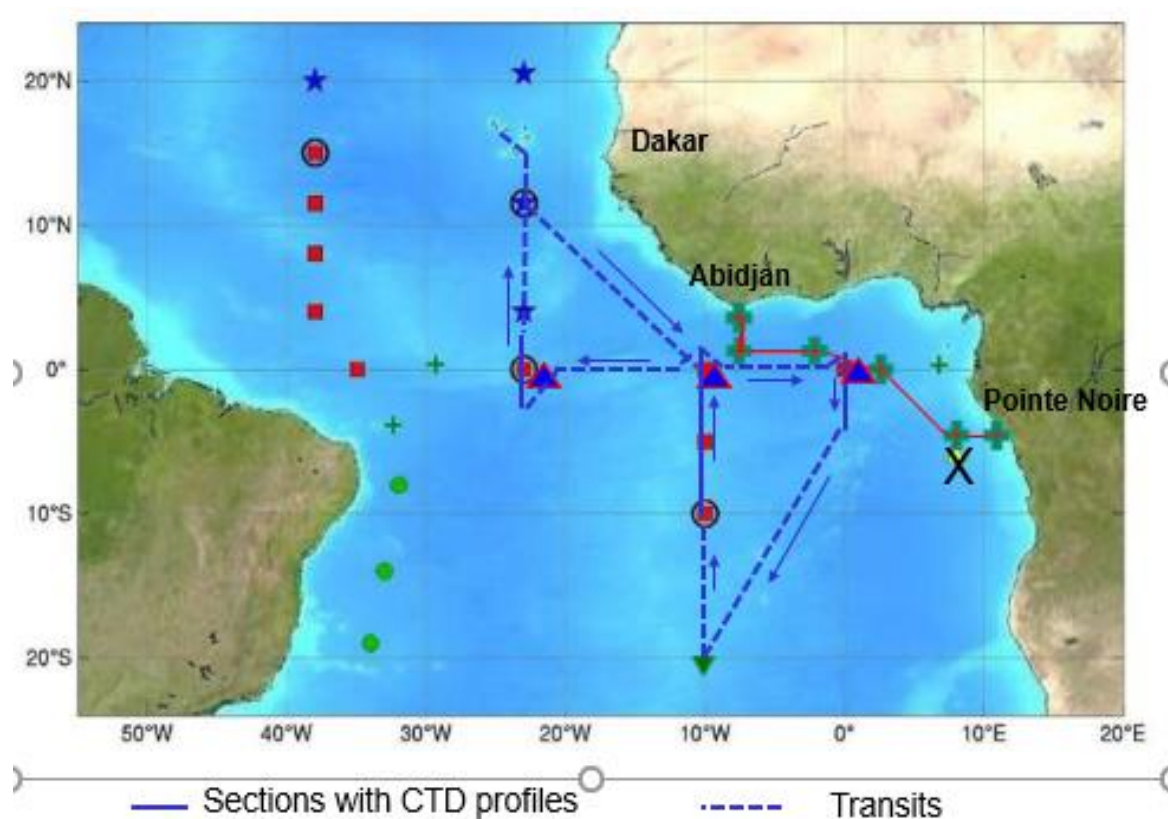 20°N
Dakar
10°N
Abidjan
0°
Pointe Noire
X
10°S
20°S
50°W 40°W 30°W 20°W 10°W 0° 10°E 20°E
Sections with CTD profiles Transits